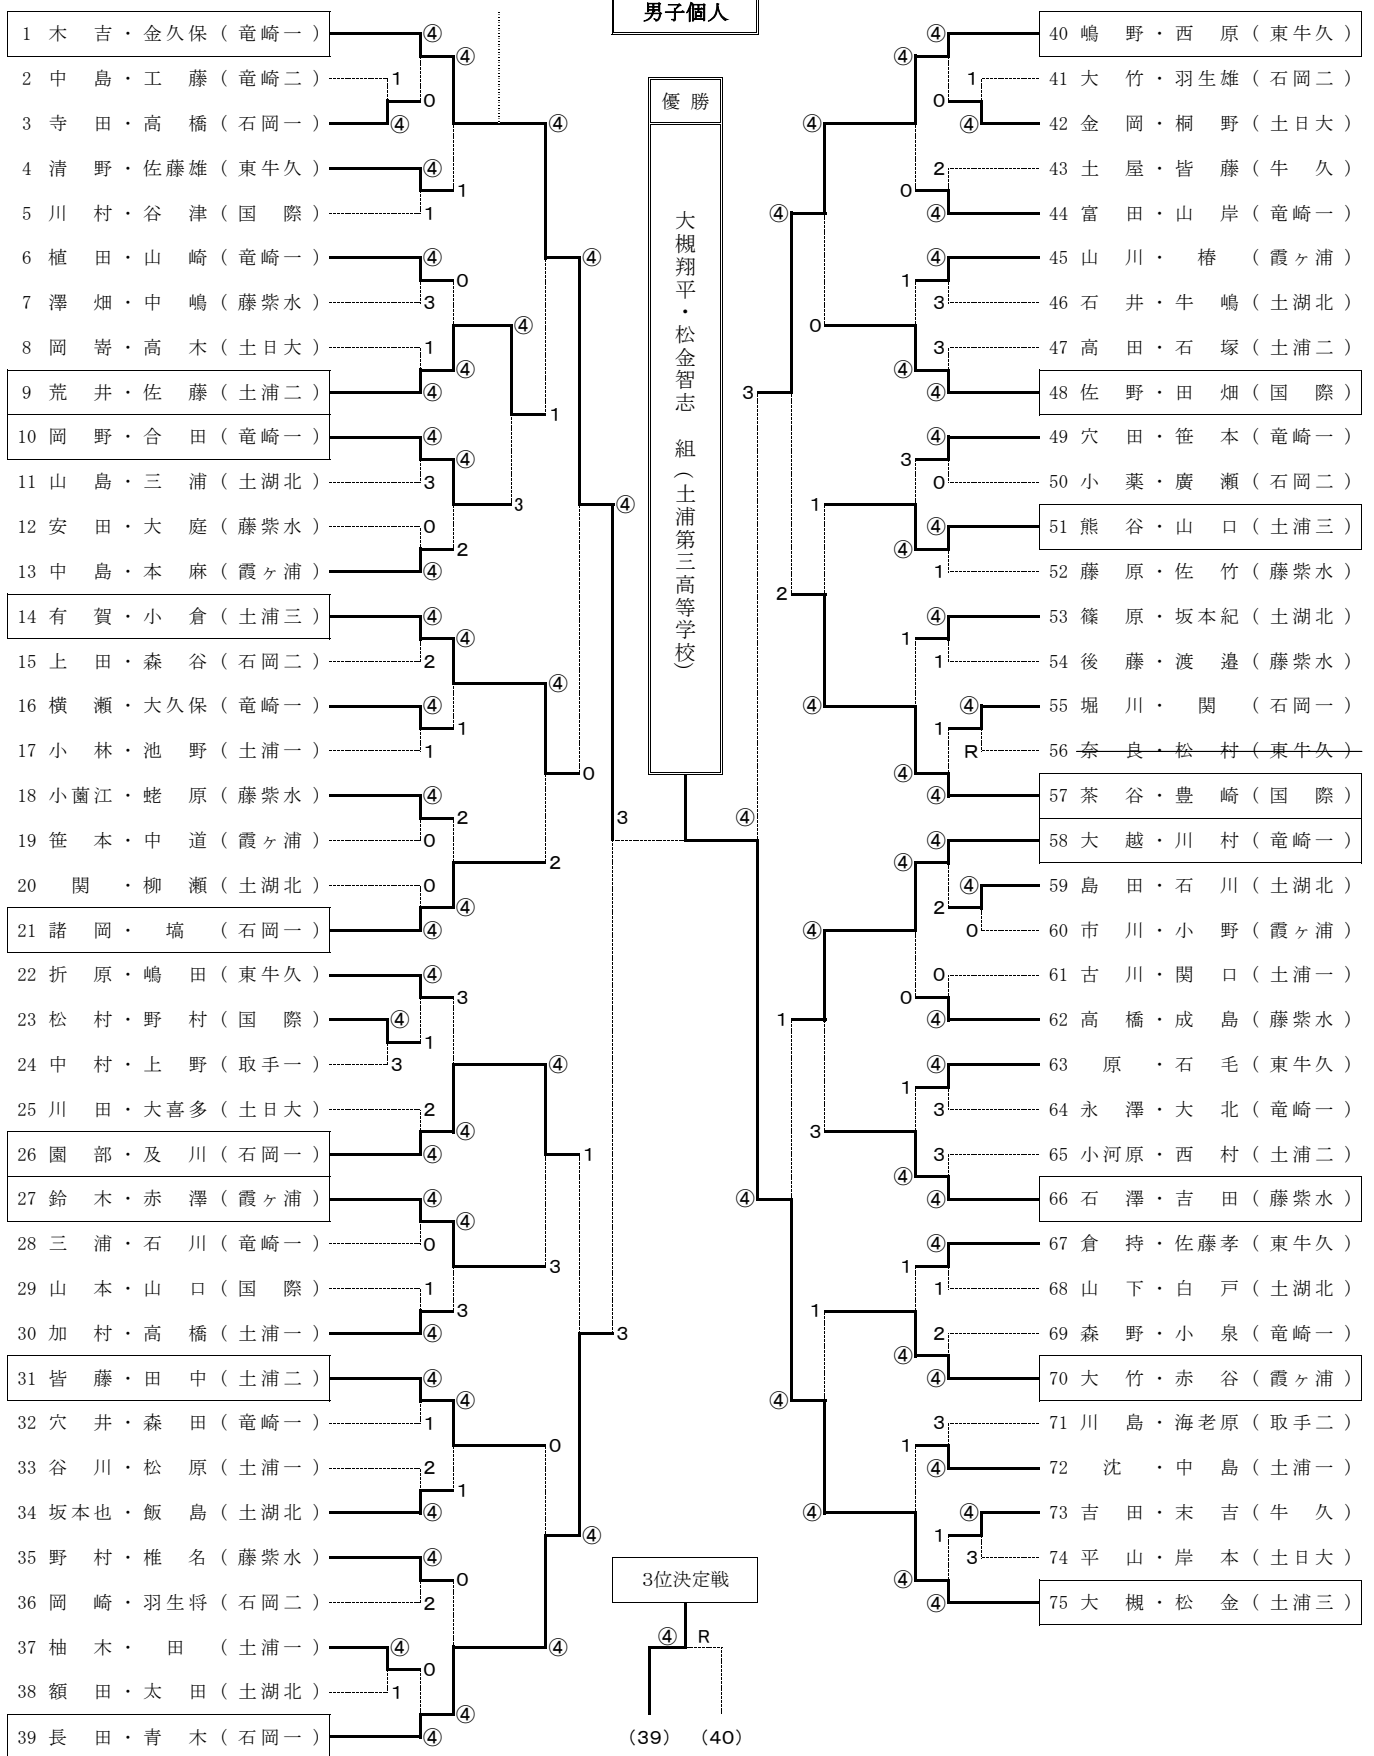 男子個人
優 勝
大槻翔平・松金智志 組（土浦第三高等学校）
1 木 吉・金久保（竜崎一）
2 中 島・工 藤（竜崎二）
3 寺 田・高 橋（石岡一）
4 清 野・佐藤雄（東牛久）
5 川 村・谷 津（国 際）
6 植 田・山 崎（竜崎一）
7 澤 畑・中 嶋（藤紫水）
8 岡 嵜・高 木（土日大）
9 荒 井・佐 藤（土浦二）
10 岡 野・合 田（竜崎一）
11 山 島・三 浦（土湖北）
12 安 田・大 庭（藤紫水）
13 中 島・本 麻（霞ヶ浦）
14 有 賀・小 倉（土浦三）
15 上 田・森 谷（石岡二）
16 横 瀬・大久保（竜崎一）
17 小 林・池 野（土浦一）
18 小薗江・蛯 原（藤紫水）
19 笹 本・中 道（霞ヶ浦）
20 関 ・柳 瀬（土湖北）
21 諸 岡・ 塙 （石岡一）
22 折 原・嶋 田（東牛久）
23 松 村・野 村（国 際）
24 中 村・上 野（取手一）
25 川 田・大喜多（土日大）
26 園 部・及 川（石岡一）
27 鈴 木・赤 澤（霞ヶ浦）
28 三 浦・石 川（竜崎一）
29 山 本・山 口（国 際）
30 加 村・高 橋（土浦一）
31 皆 藤・田 中（土浦二）
32 穴 井・森 田（竜崎一）
33 谷 川・松 原（土浦一）
34 坂本也・飯 島（土湖北）
35 野 村・椎 名（藤紫水）
36 岡 崎・羽生将（石岡二）
37 柚 木・ 田 （土浦一）
38 額 田・太 田（土湖北）
39 長 田・青 木（石岡一）
40 嶋 野・西 原（東牛久）
41 大 竹・羽生雄（石岡二）
42 金 岡・桐 野（土日大）
43 土 屋・皆 藤（牛 久）
44 富 田・山 岸（竜崎一）
45 山 川・ 椿 （霞ヶ浦）
46 石 井・牛 嶋（土湖北）
47 高 田・石 塚（土浦二）
48 佐 野・田 畑（国 際）
49 穴 田・笹 本（竜崎一）
50 小 薬・廣 瀬（石岡二）
51 熊 谷・山 口（土浦三）
52 藤 原・佐 竹（藤紫水）
53 篠 原・坂本紀（土湖北）
54 後 藤・渡 邉（藤紫水）
55 堀 川・ 関 （石岡一）
56 奈 良・松 村（東牛久）
57 茶 谷・豊 崎（国 際）
58 大 越・川 村（竜崎一）
59 島 田・石 川（土湖北）
60 市 川・小 野（霞ヶ浦）
61 古 川・関 口（土浦一）
62 高 橋・成 島（藤紫水）
63 原 ・石 毛（東牛久）
64 永 澤・大 北（竜崎一）
65 小河原・西 村（土浦二）
66 石 澤・吉 田（藤紫水）
67 倉 持・佐藤孝（東牛久）
68 山 下・白 戸（土湖北）
69 森 野・小 泉（竜崎一）
70 大 竹・赤 谷（霞ヶ浦）
71 川 島・海老原（取手二）
72 沈 ・中 島（土浦一）
73 吉 田・末 吉（牛 久）
74 平 山・岸 本（土日大）
75 大 槻・松 金（土浦三）
3位決定戦
④ R
（39） （40）